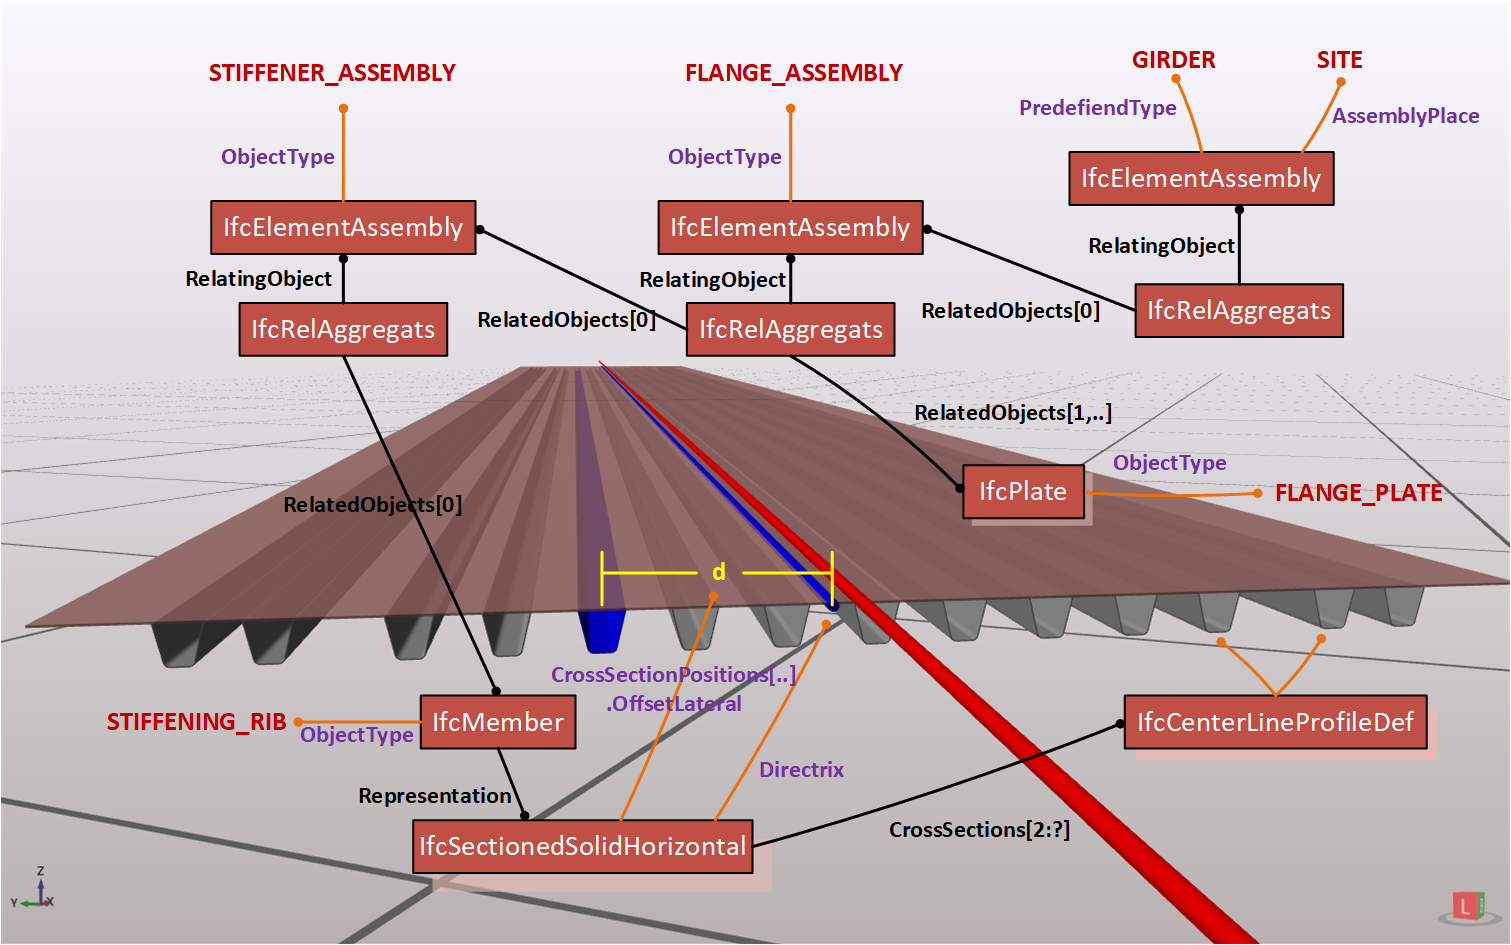 GIRDER
SITE
STIFFENER_ASSEMBLY
FLANGE_ASSEMBLY
PredefiendType
AssemblyPlace
ObjectType
ObjectType
IfcElementAssembly
IfcElementAssembly
IfcElementAssembly
RelatingObject
RelatingObject
RelatingObject
RelatedObjects[0]
RelatedObjects[0]
IfcRelAggregats
IfcRelAggregats
IfcRelAggregats
RelatedObjects[1,..]
ObjectType
IfcPlate
FLANGE_PLATE
RelatedObjects[0]
d
CrossSectionPositions[..]
.OffsetLateral
STIFFENING_RIB
ObjectType
IfcMember
IfcCenterLineProfileDef
Directrix
Representation
CrossSections[2:?]
IfcSectionedSolidHorizontal
Z
Y
X
L